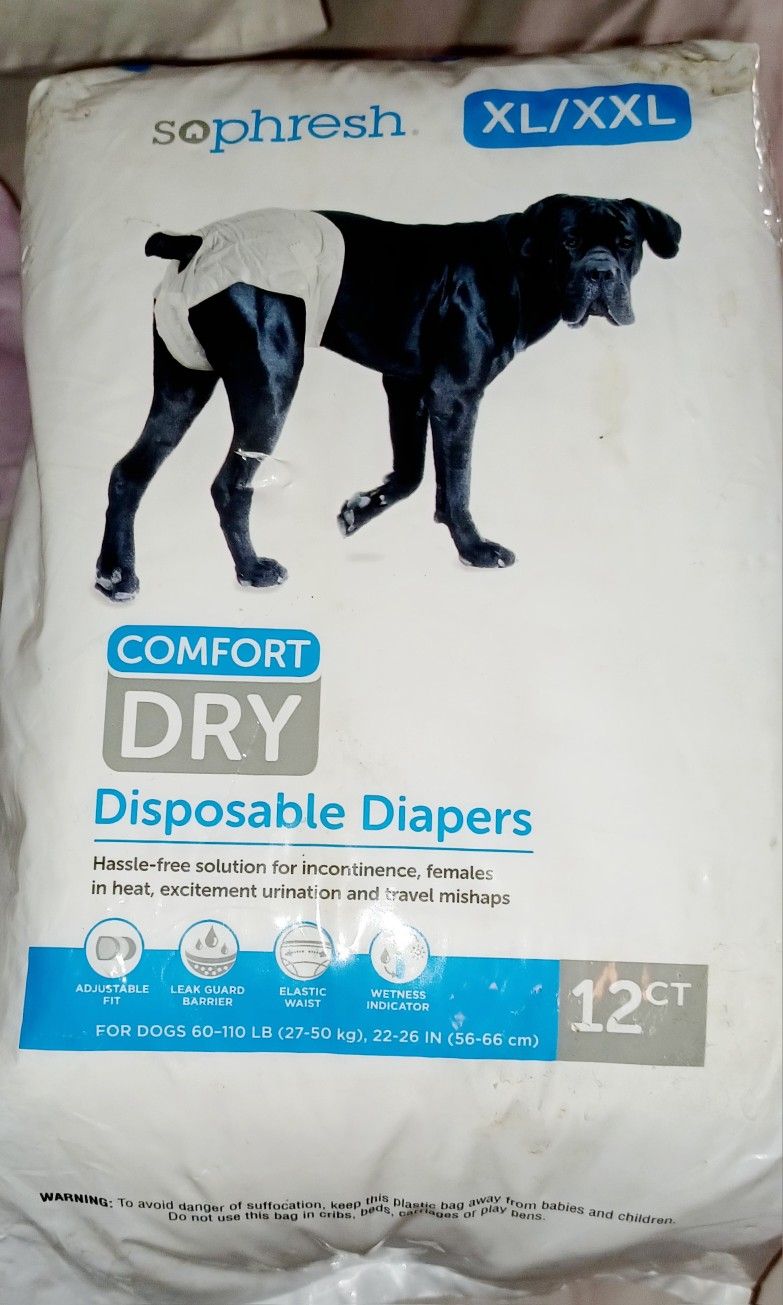 sophresh.
XL/XXL
COMFORT
DRY
Disposable Diapers
Hassle-free solution for incontinence, females
in heat, excitement urination and travel mishaps
ADJUSTABLE
FIT
LEAK GUARD
BARRIER
ELASTIC
WAIST
WETNESS
INDICATOR
FOR DOGS 60-110 LB (27-50 kg), 22-26 IN (56-66 cm)
12 CT
WARNING: To avoid danger of suffocation, keep this plastic bag away from babies and children.
Do not use this bag in cribs, beds, carriages or play pens.